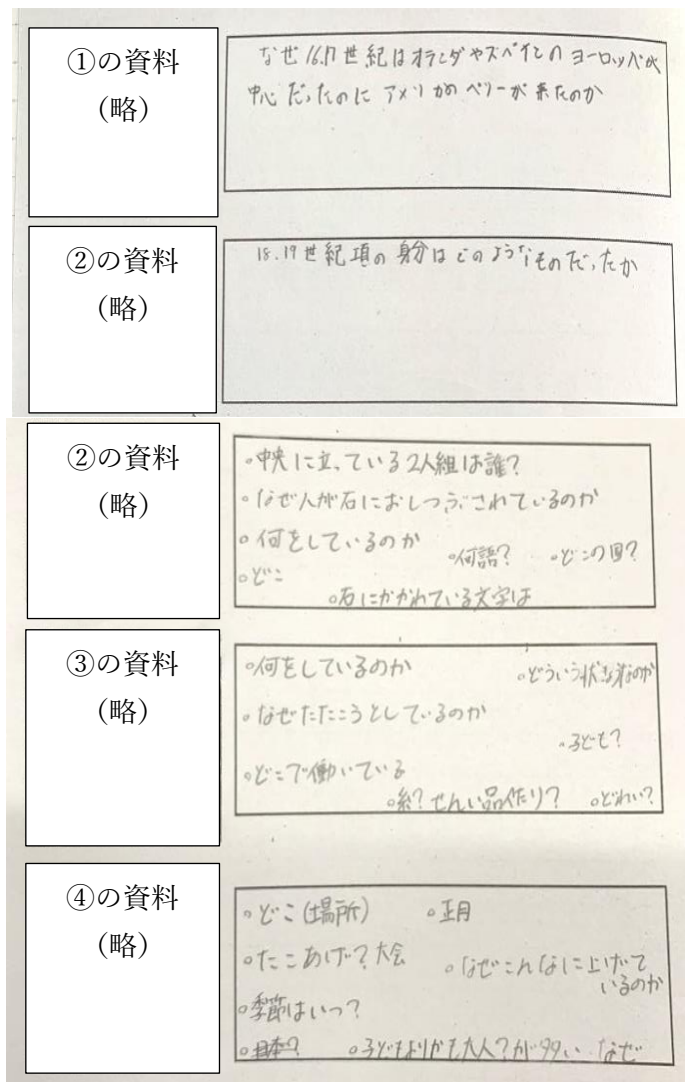 ①の資料
（略）
なぜ16.17世紀はオランダやスペインのヨーロッパが
中心だったのに アメリカのペリーが来たのか
②の資料
（略）
18.19世紀項の身分はどのようなものだったか
②の資料
（略）
◦中央に立っている2人組は誰?
◦なぜ人が石におしつぶされているのか
◦何をしているのか ◦何語? ◦どこの国?
◦どこ
◦石にかかれている文字は
③の資料
（略）
◦何をしているのか ◦どういう状きょうなのか
◦なぜたたこうとしているのか
◦子ども?
◦どこで働いている
◦糸?せんい品作り? ◦どれい?
④の資料
（略）
◦どこ(場所) ◦正月
◦たこあげ?大会 ◦なぜこんなに上げて
いるのか
◦季節はいつ?
◦日本? ◦子どもよりかも大人?が多い なぜ